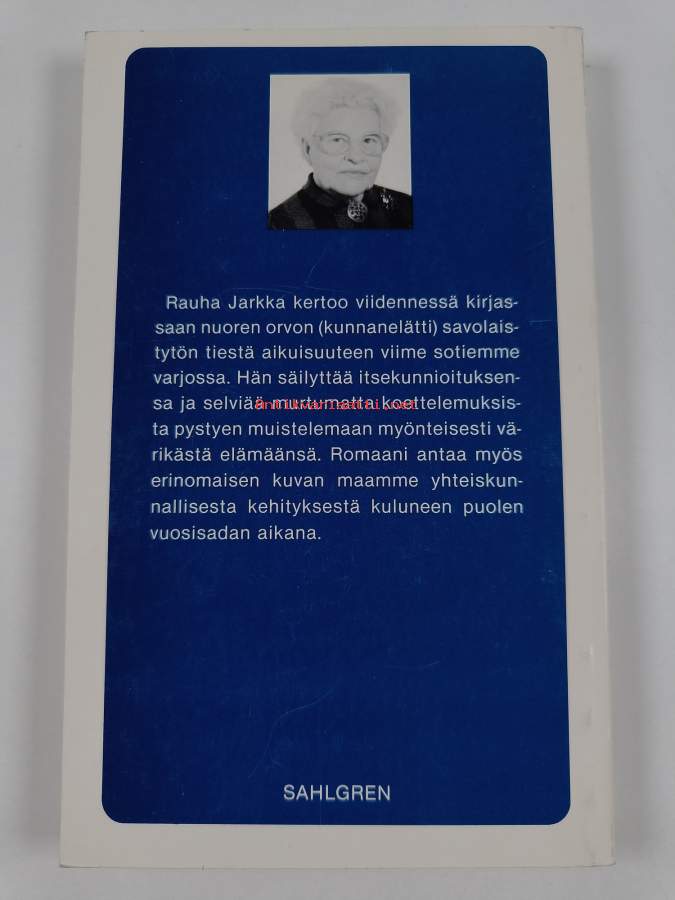 Rauha Jarkka kertoo viidennessä kirjas-
saan nuoren orvon (kunnanelätti) savolais-
tytön tiestä aikuisuuteen viime sotiemme
varjossa. Hän säilyttää itsekunnioituksen-
sa ja selviää murtumatta koettelemuksis-
antikvariaatti.net
ta pystyen muistelemaan myönteisesti vä-
rikästä elämäänsä. Romaani antaa myös
erinomaisen kuvan maamme yhteiskun-
nallisesta kehityksestä kuluneen puolen
vuosisadan aikana.
SAHLGREN